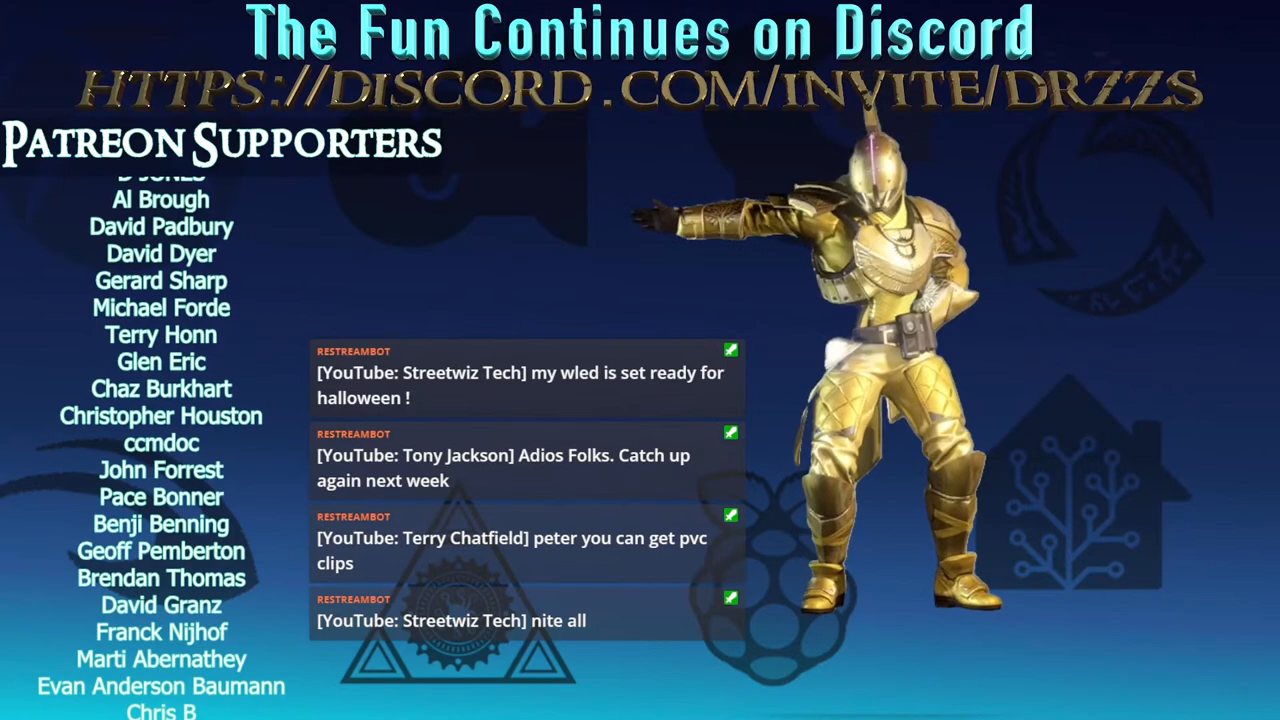 The Fun Continues on Discord
HTTPS://DISCORD.COM/INVITE/DRZZS
PATREON SUPPORTERS
D JONES
Al Brough
David Padbury
David Dyer
Gerard Sharp
Michael Forde
Terry Honn
Glen Eric
Chaz Burkhart
Christopher Houston
ccmdoc
John Forrest
Pace Bonner
Benji Benning
Geoff Pemberton
Brendan Thomas
David Granz
Franck Nijhof
Marti Abernathey
Evan Anderson Baumann
Chris B
RESTREAMBOT
[YouTube: Streetwiz Tech] my wled is set ready for
halloween !
RESTREAMBOT
[YouTube: Tony Jackson] Adios Folks. Catch up
again next week
RESTREAMBOT
[YouTube: Terry Chatfield] peter you can get pvc
clips
RESTREAMBOT
[YouTube: Streetwiz Tech] nite all